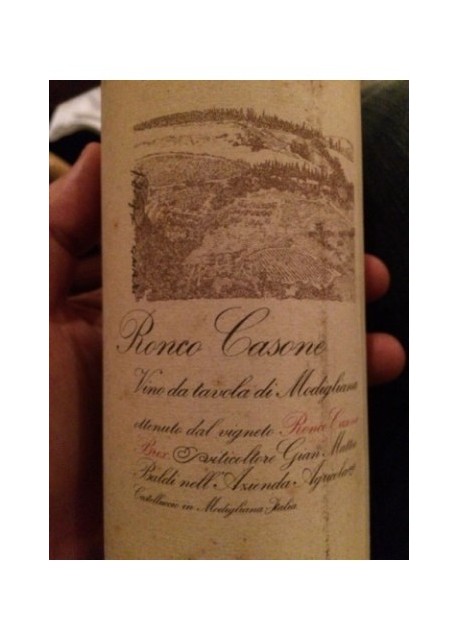 Ronco Casone
Vino da tavola di Modigliana
ottenuto dal vigneto Ronco Casone
viticoltore Gian Matteo
Baldi nell'Azienda Agricola
Castelluccio in Modigliana Italia